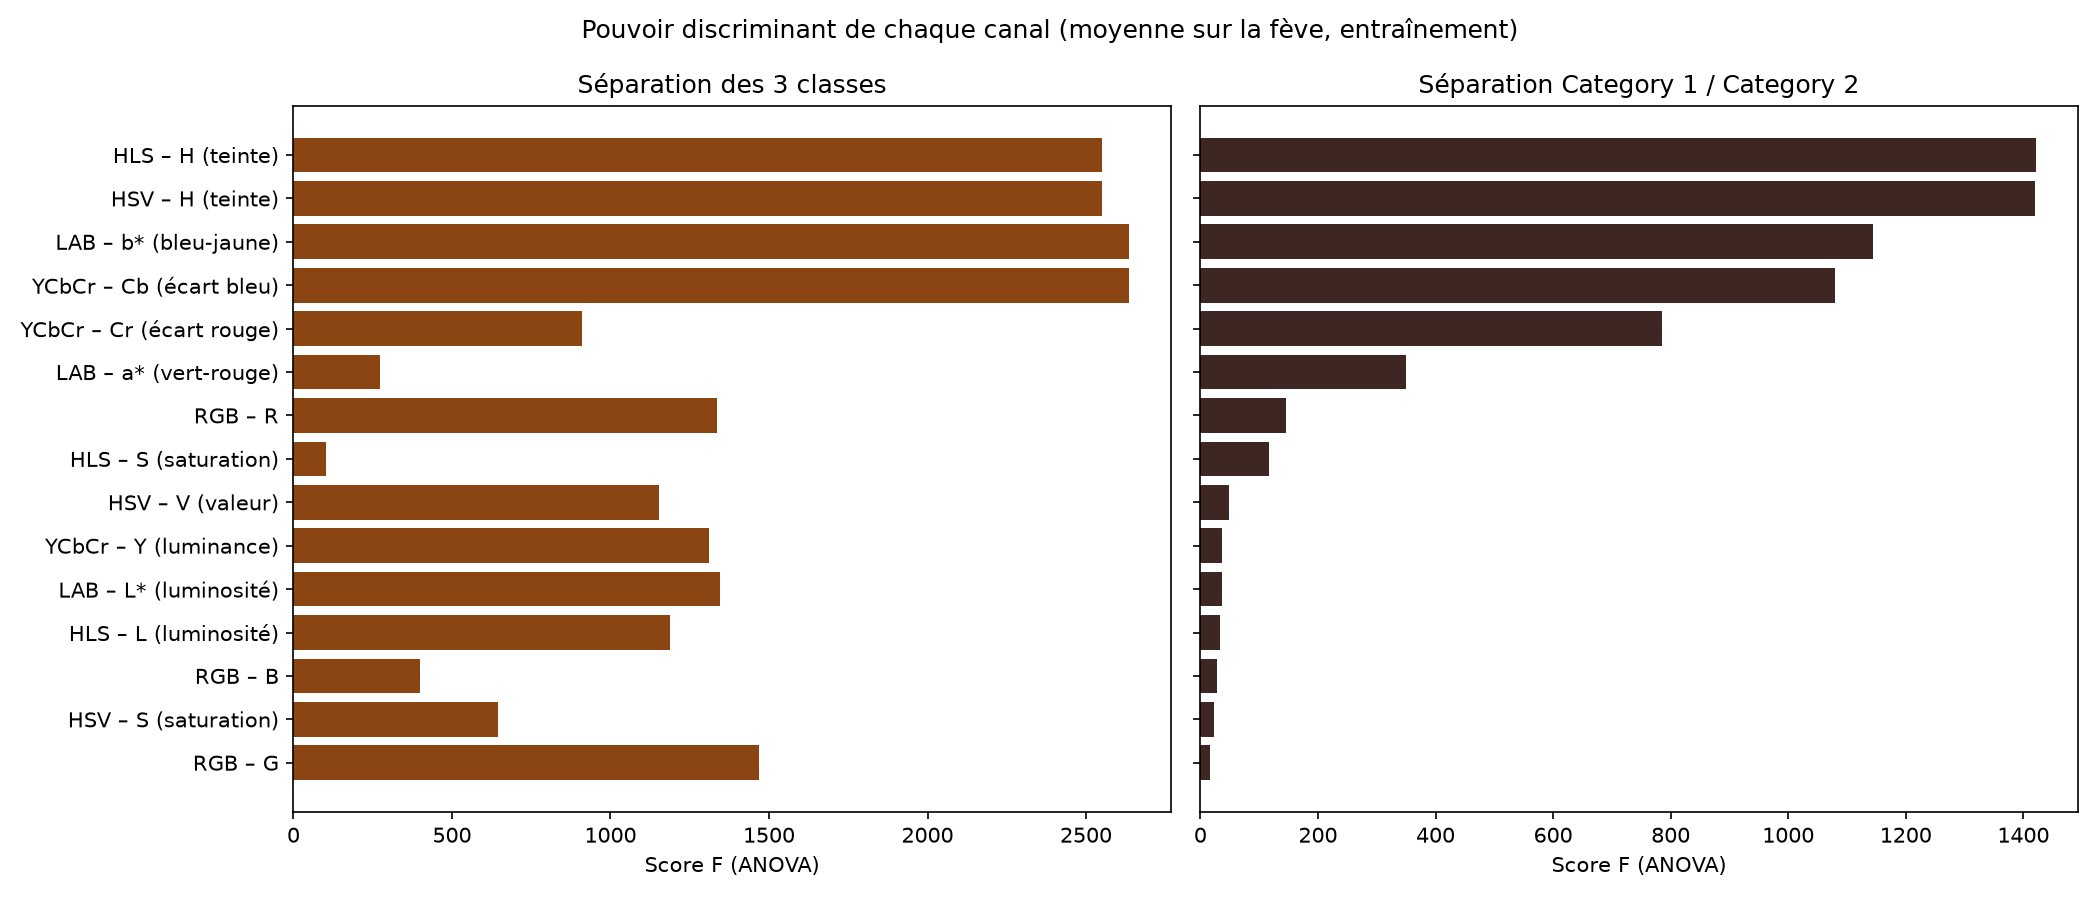 Pouvoir discriminant de chaque canal (moyenne sur la fève, entraînement)
Séparation des 3 classes
Séparation Category 1 / Category 2
HLS – H (teinte)
HSV – H (teinte)
LAB – b* (bleu-jaune)
YCbCr – Cb (écart bleu)
YCbCr – Cr (écart rouge)
LAB – a* (vert-rouge)
RGB – R
HLS – S (saturation)
HSV – V (valeur)
YCbCr – Y (luminance)
LAB – L* (luminosité)
HLS – L (luminosité)
RGB – B
HSV – S (saturation)
RGB – G
0 500 1000 1500 2000 2500
Score F (ANOVA)
0 200 400 600 800 1000 1200 1400
Score F (ANOVA)